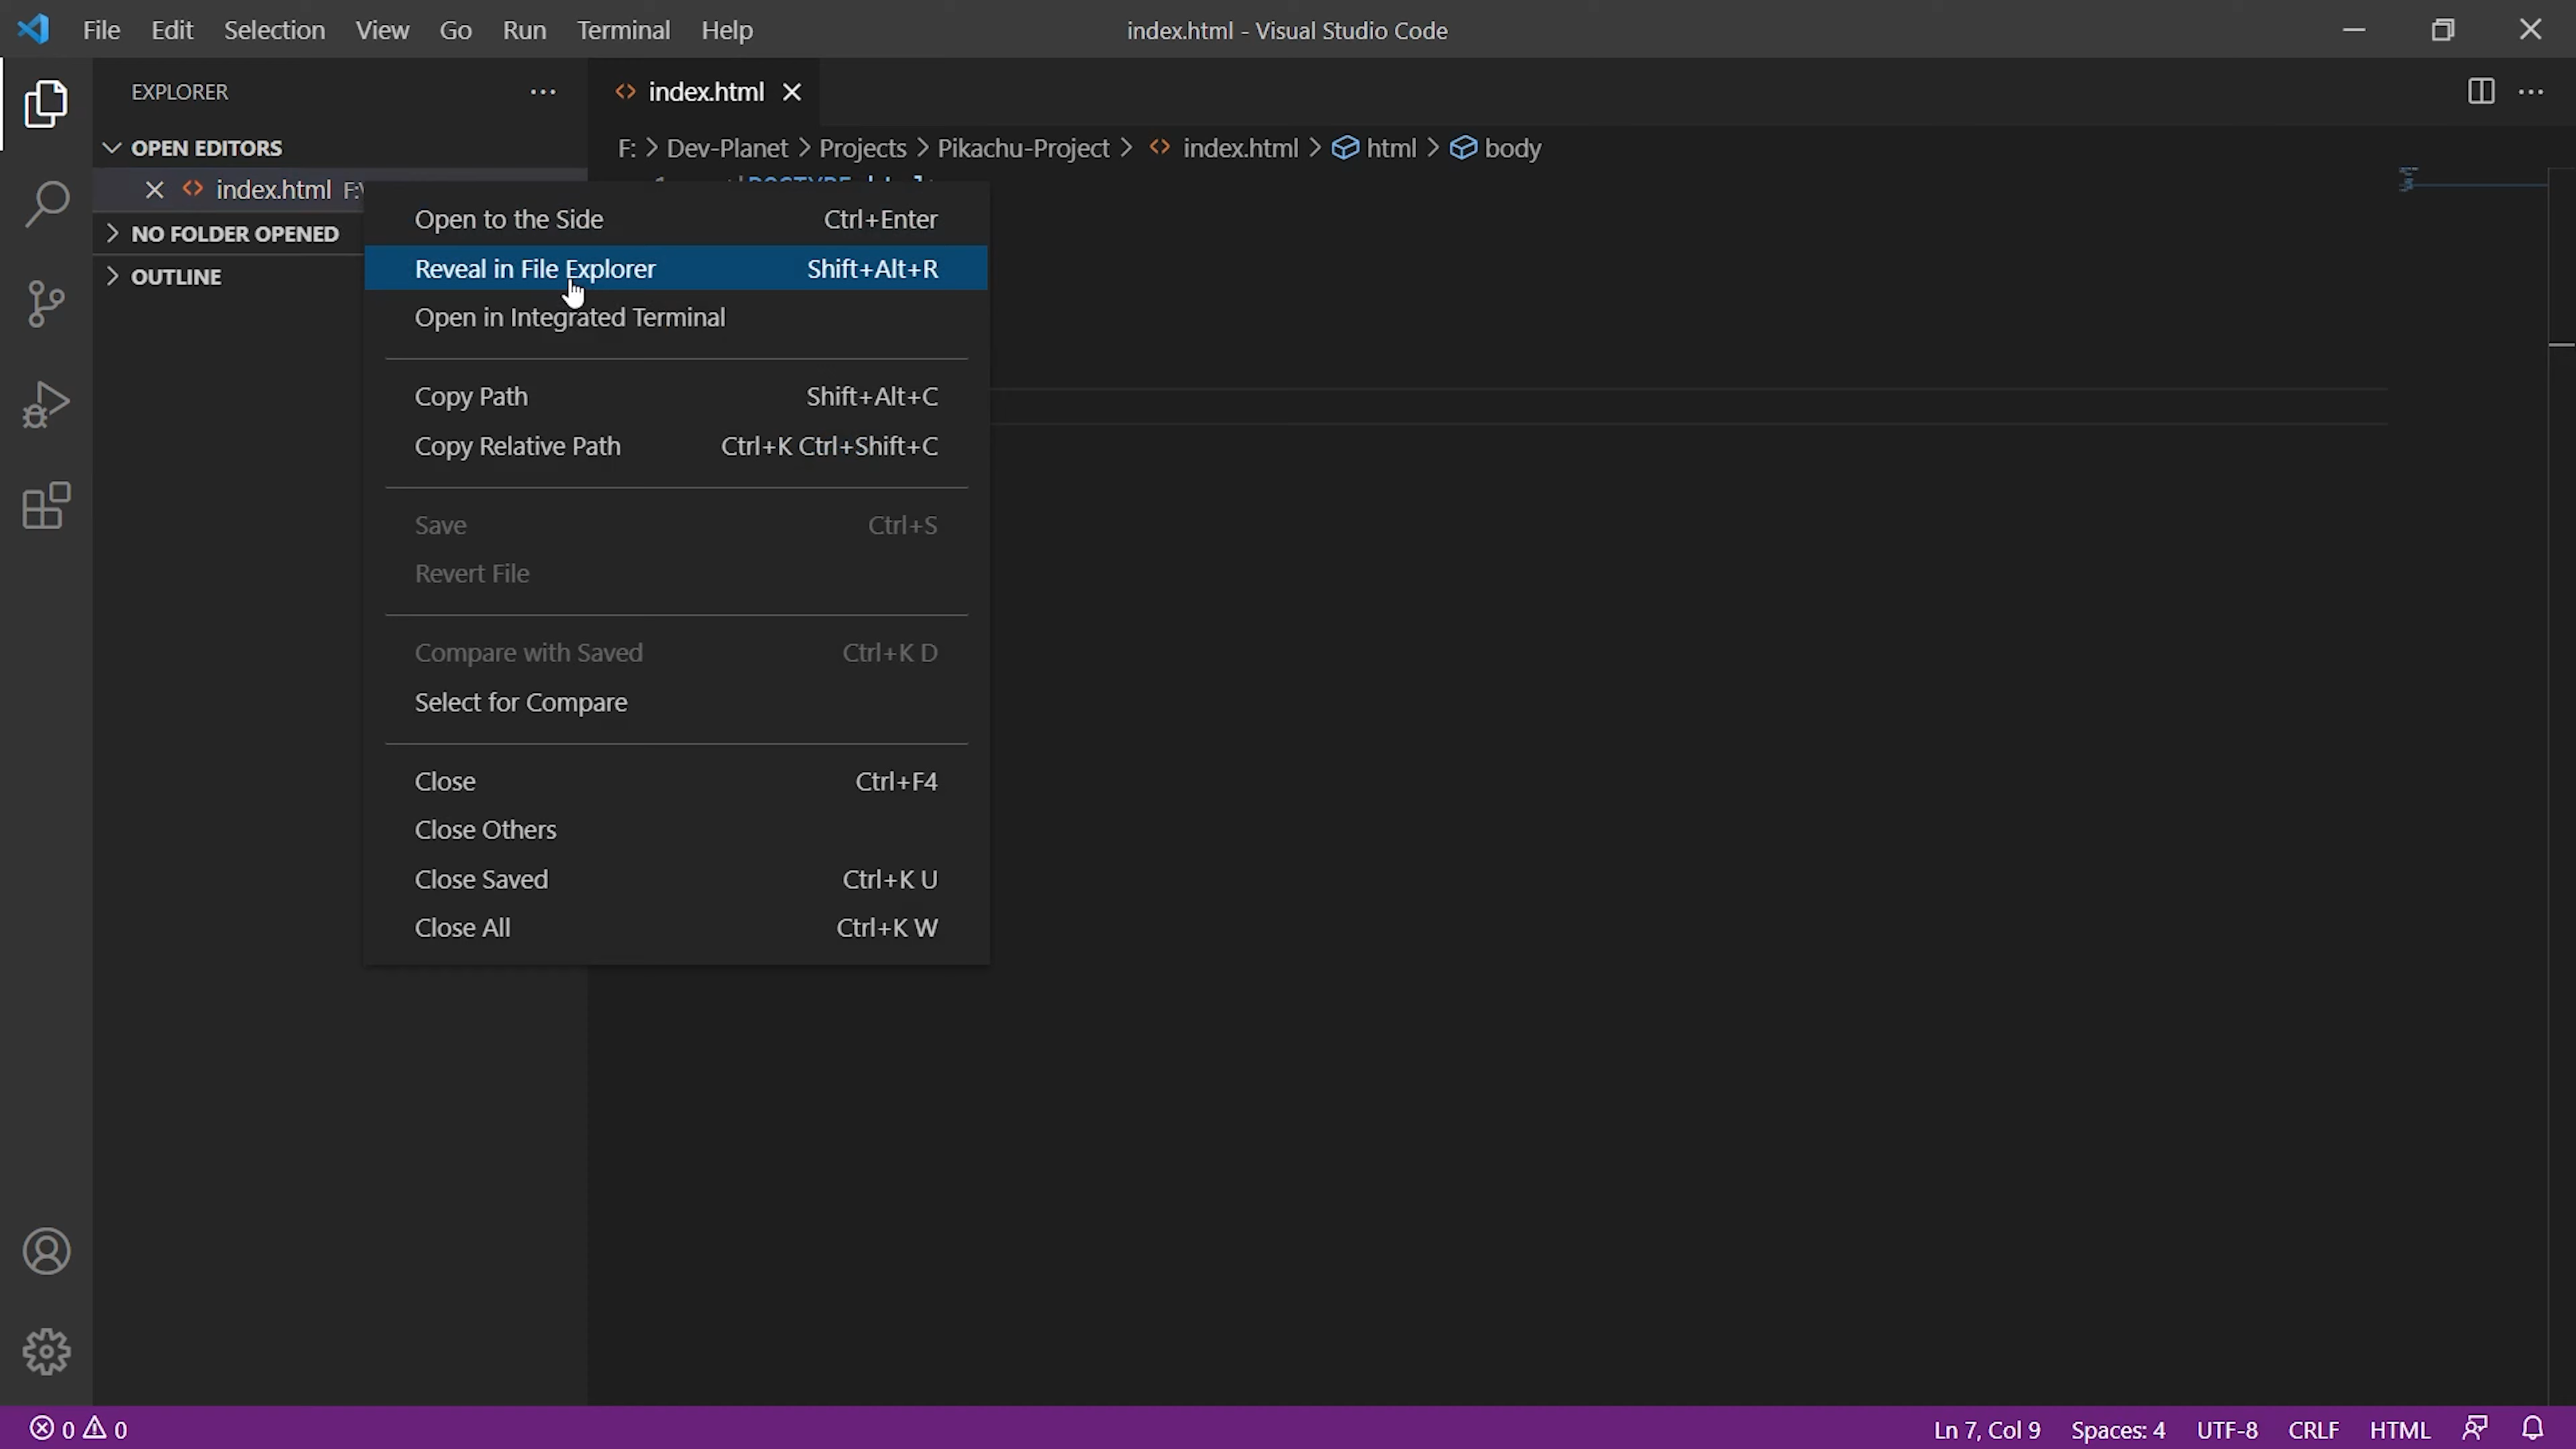 File Edit Selection View Go Run Terminal Help
index.html - Visual Studio Code
EXPLORER
index.html
OPEN EDITORS
F: > Dev-Planet > Projects > Pikachu-Project > index.html > html > body
index.html
NO FOLDER OPENED
OUTLINE
Open to the Side Ctrl+Enter
Reveal in File Explorer Shift+Alt+R
Open in Integrated Terminal
Copy Path Shift+Alt+C
Copy Relative Path Ctrl+K Ctrl+Shift+C
Save Ctrl+S
Revert File
Compare with Saved Ctrl+K D
Select for Compare
Close Ctrl+F4
Close Others
Close Saved Ctrl+K U
Close All Ctrl+K W
0 0
Ln 7, Col 9 Spaces: 4 UTF-8 CRLF HTML